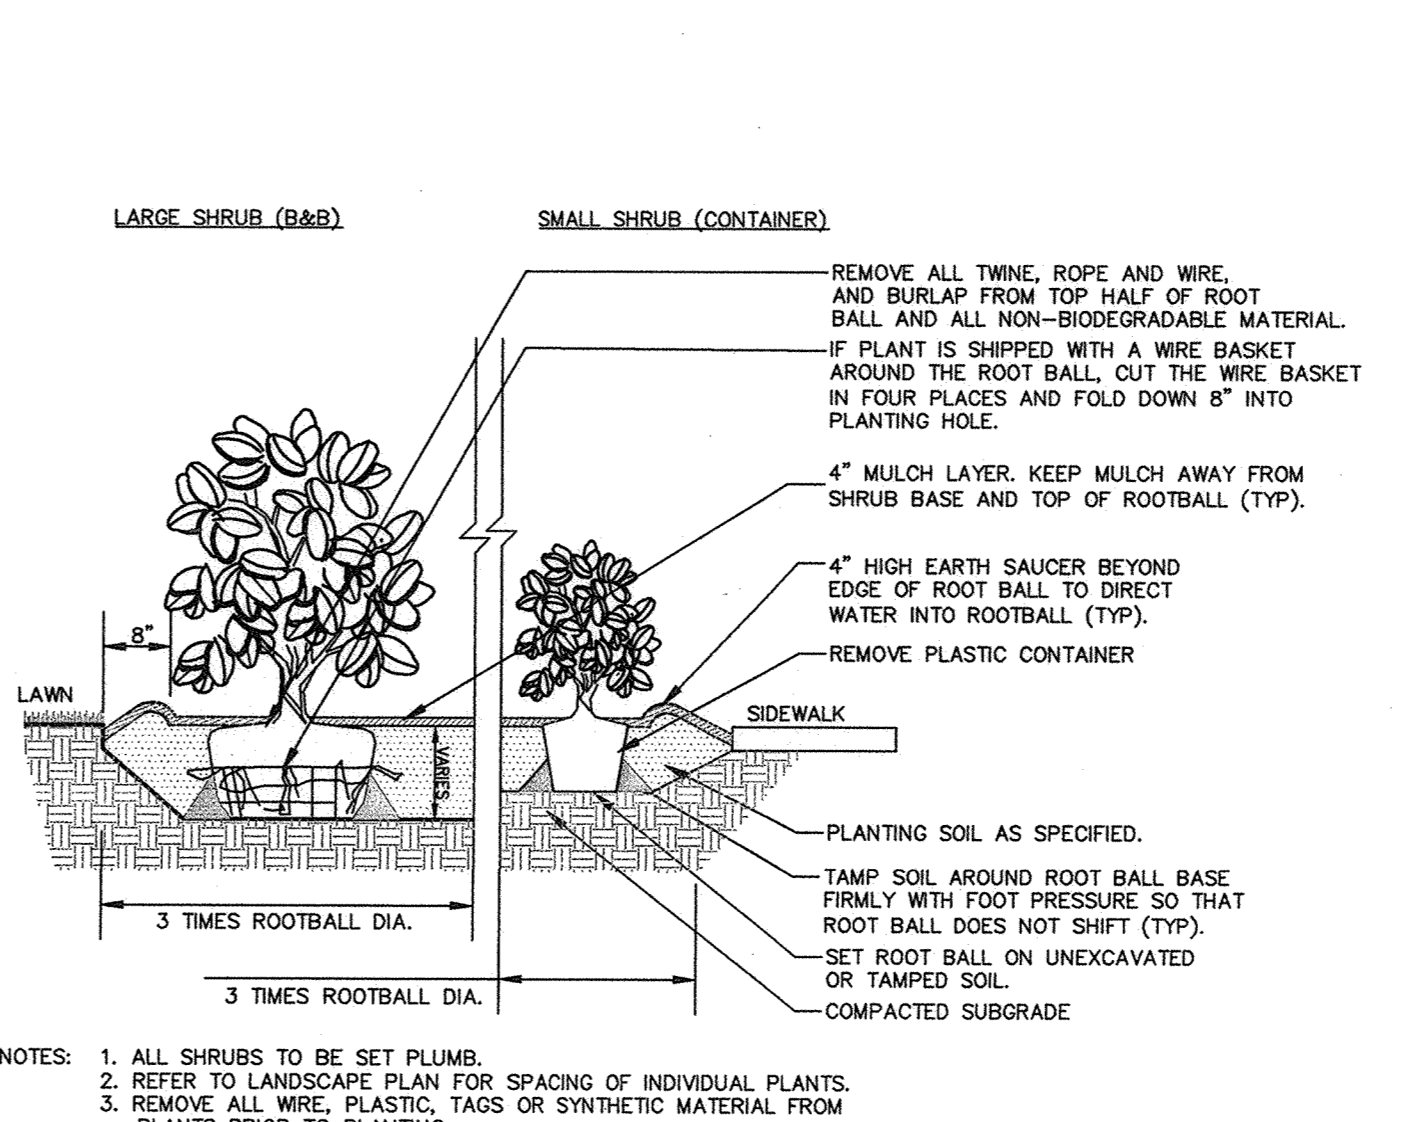 LARGE SHRUB (B&B)
SMALL SHRUB (CONTAINER)
REMOVE ALL TWINE, ROPE AND WIRE,
AND BURLAP FROM TOP HALF OF ROOT
BALL AND ALL NON-BIODEGRADABLE MATERIAL.
IF PLANT IS SHIPPED WITH A WIRE BASKET
AROUND THE ROOT BALL, CUT THE WIRE BASKET
IN FOUR PLACES AND FOLD DOWN 8" INTO
PLANTING HOLE.
4" MULCH LAYER. KEEP MULCH AWAY FROM
SHRUB BASE AND TOP OF ROOTBALL (TYP).
4" HIGH EARTH SAUCER BEYOND
EDGE OF ROOT BALL TO DIRECT
WATER INTO ROOTBALL (TYP).
8"
REMOVE PLASTIC CONTAINER
LAWN
SIDEWALK
VARIES
PLANTING SOIL AS SPECIFIED.
TAMP SOIL AROUND ROOT BALL BASE
FIRMLY WITH FOOT PRESSURE SO THAT
ROOT BALL DOES NOT SHIFT (TYP).
3 TIMES ROOTBALL DIA.
SET ROOT BALL ON UNEXCAVATED
OR TAMPED SOIL.
3 TIMES ROOTBALL DIA.
COMPACTED SUBGRADE
NOTES: 1. ALL SHRUBS TO BE SET PLUMB.
2. REFER TO LANDSCAPE PLAN FOR SPACING OF INDIVIDUAL PLANTS.
3. REMOVE ALL WIRE, PLASTIC, TAGS OR SYNTHETIC MATERIAL FROM
PLANTS PRIOR TO PLANTING.